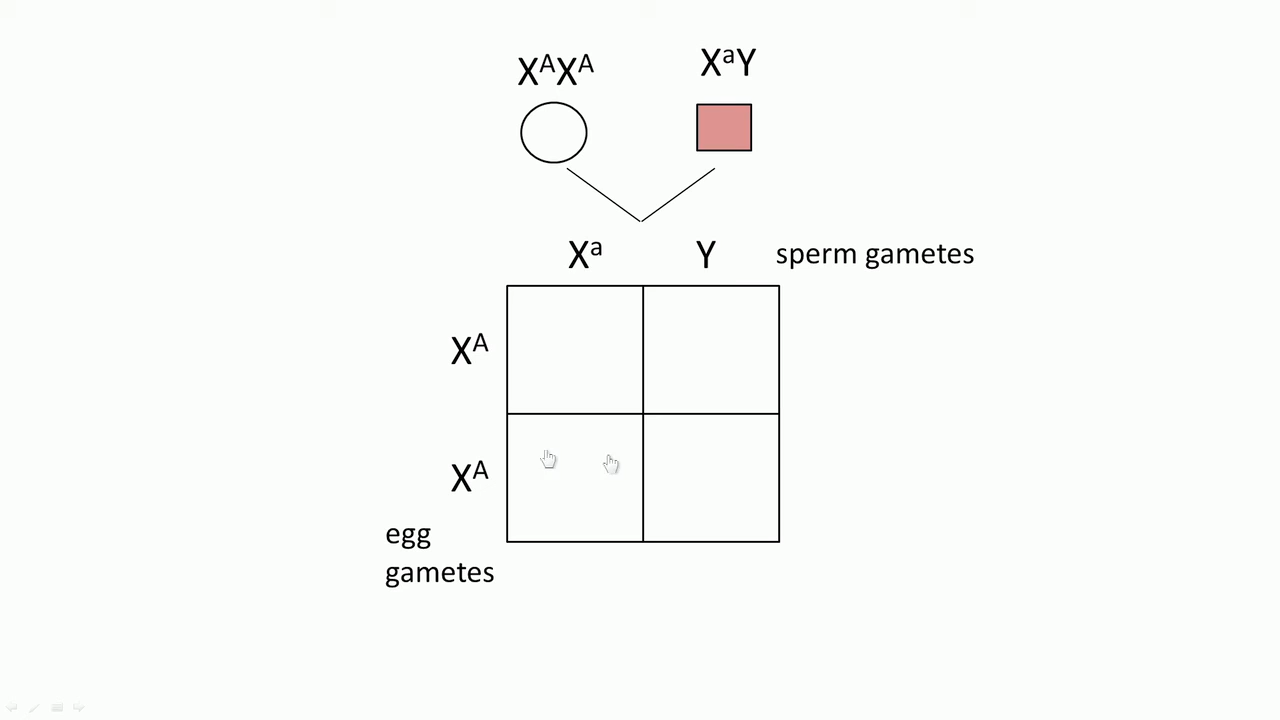 XᴬXᴬ XᵃY
Xᵃ Y sperm gametes
Xᴬ
Xᴬ
egg
gametes